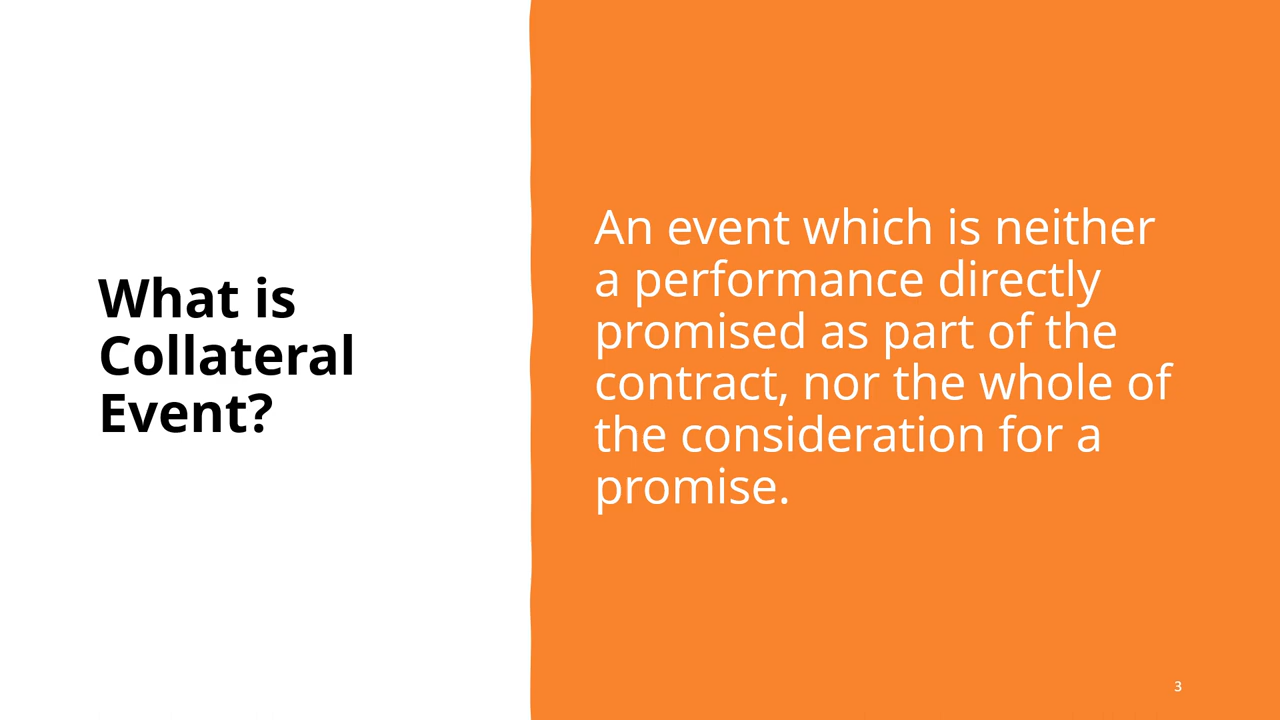 What is
Collateral
Event?
An event which is neither
a performance directly
promised as part of the
contract, nor the whole of
the consideration for a
promise.
3